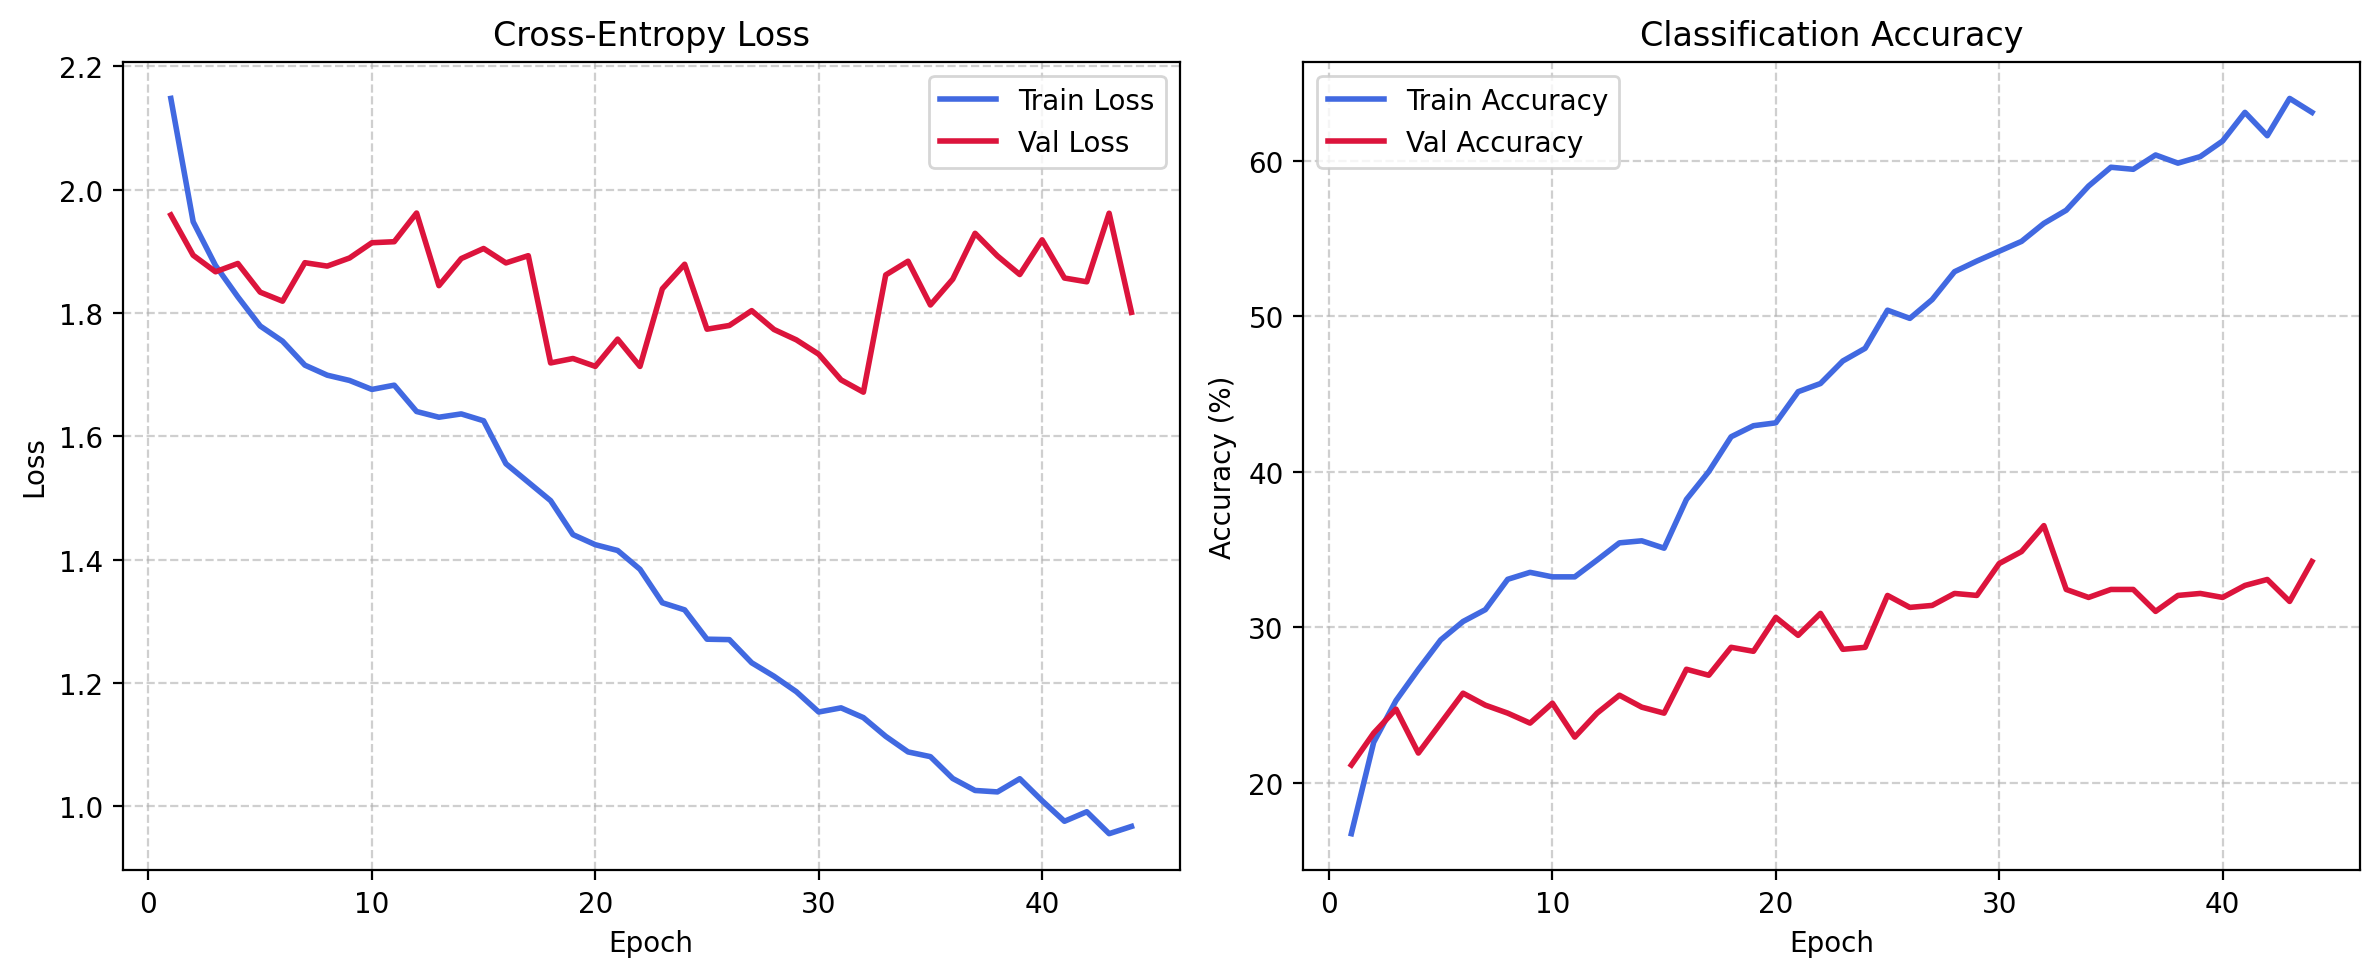 Cross-Entropy Loss
2.2
2.0
1.8
1.6
1.4
1.2
1.0
Loss
0 10 20 30 40
Epoch
Train Loss
Val Loss
Classification Accuracy
60
50
40
30
20
Accuracy (%)
0 10 20 30 40
Epoch
Train Accuracy
Val Accuracy